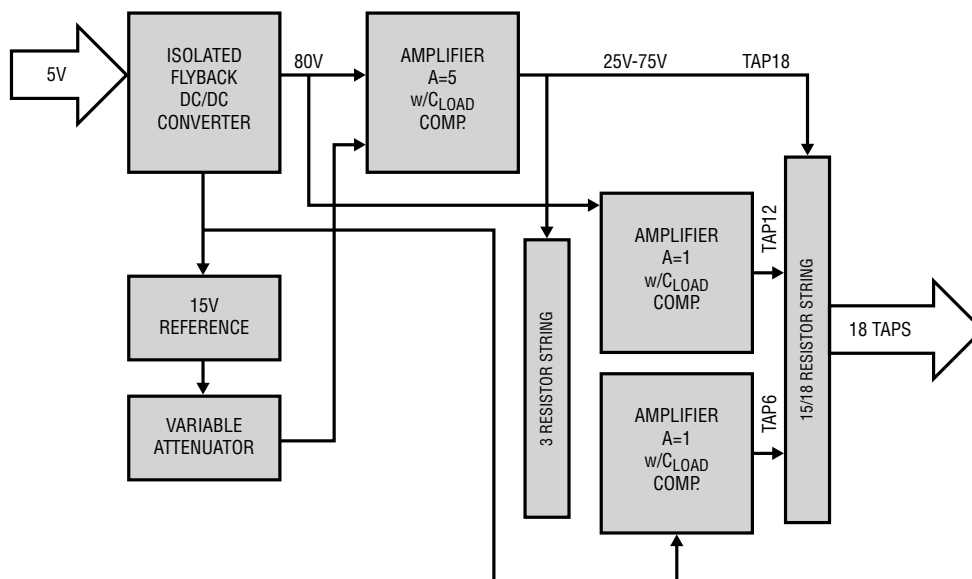 5V
ISOLATED
FLYBACK
DC/DC
CONVERTER
80V
AMPLIFIER
A=5
w/CLOAD
COMP.
25V-75V
TAP18
15V
REFERENCE
VARIABLE
ATTENUATOR
3 RESISTOR STRING
AMPLIFIER
A=1
w/CLOAD
COMP.
TAP12
AMPLIFIER
A=1
w/CLOAD
COMP.
TAP6
15/18 RESISTOR STRING
18 TAPS